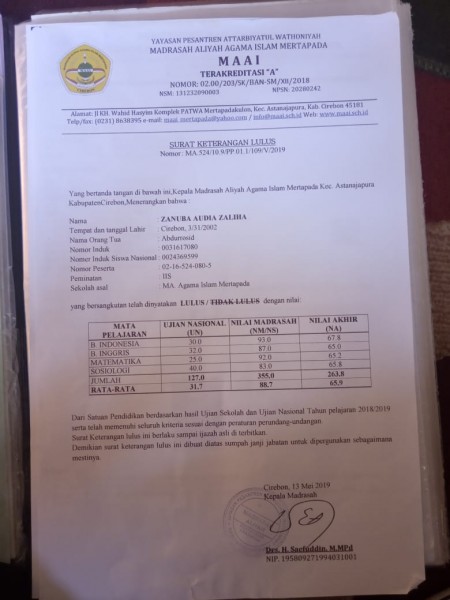 YAYASAN PESANTREN ATTARBIYATUL WATHONIYAH
MADRASAH ALIYAH AGAMA ISLAM MERTAPADA
M A A I
TERAKREDITASI "A"
NOMOR: 02.00/203/SK/BAN-SM/XII/2018
NSM: 131232090003 NPSN: 20280242
Alamat: Jl KH. Wahid Hasyim Komplek PATWA Mertapadakulon, Kec. Astanajapura, Kab. Cirebon 45181
Telp/fax: (0231) 8638395 e-mail: maai_mertapada@yahoo.com / info@maai.sch.id Web: www.maai.sch.id
SURAT KETERANGAN LULUS
Nomor: MA.524/10.9/PP.01.1/109/V/2019
Yang bertanda tangan di bawah ini,Kepala Madrasah Aliyah Agama Islam Mertapada Kec. Astanajapura
KabupatenCirebon,Menerangkan bahwa :
Nama : ZANUBA AUDIA ZALIHA
Tempat dan tanggal Lahir : Cirebon, 3/31/2002
Nama Orang Tua : Abdurrosid
Nomor Induk : 0031617080
Nomer Induk Siswa Nasional : 0024369599
Nomor Peserta : 02-16-524-080-5
Peminatan : IIS
Sekolah asal : MA. Agama Islam Mertapada
yang bersangkutan telah dinyatakan LULUS / TIDAK LULUS dengan nilai:
MATA PELAJARAN UJIAN NASIONAL (UN) NILAI MADRASAH (NM/NS) NILAI AKHIR (NA)
B. INDONESIA 30.0 93.0 67.8
B. INGGRIS 32.0 87.0 65.0
MATEMATIKA 25.0 92.0 65.2
SOSIOLOGI 40.0 83.0 65.8
JUMLAH 127.0 355.0 263.8
RATA-RATA 31.7 88.7 65.9
Dari Satuan Pendidikan berdasarkan hasil Ujian Sekolah dan Ujian Nasional Tahun pelajaran 2018/2019
serta telah memenuhi seluruh kriteria sesuai dengan peraturan perundang-undangan.
Surat Keterangan lulus ini berlaku sampai ijazah asli di terbitkan.
Demikian surat keterangan lulus ini dibuat diatas sumpah janji jabatan untuk dipergunakan sebagaimana
mestinya.
Cirebon, 13 Mei 2019
Kepala Madrasah
Drs. H. Saefuddin, M.MPd
NIP. 195809271994031001